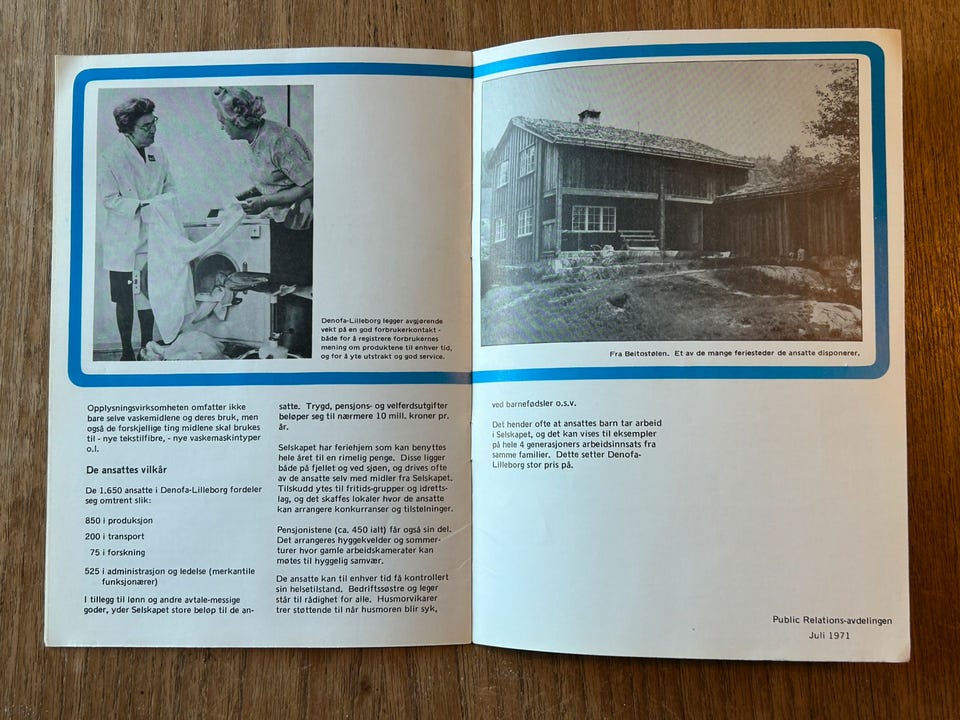 Denofa-Lilleborg legger avgjørende
vekt på en god forbrukerkontakt -
både for å registrere forbrukernes
mening om produktene til enhver tid,
og for å yte utstrakt og god service.
Opplysningsvirksomheten omfatter ikke
bare selve vaskemidlene og deres bruk, men
også de forskjellige ting midlene skal brukes
til - nye tekstilfibre, - nye vaskemaskintyper
o.l.
De ansattes vilkår
De 1.650 ansatte i Denofa-Lilleborg fordeler
seg omtrent slik:
850 i produksjon
200 i transport
75 i forskning
525 i administrasjon og ledelse (merkantile
funksjonærer)
I tillegg til lønn og andre avtale-messige
goder, yder Selskapet store beløp til de an-
satte. Trygd, pensjons- og velferdsutgifter
beløper seg til nærmere 10 mill. kroner pr.
år.
Selskapet har feriehjem som kan benyttes
hele året til en rimelig penge. Disse ligger
både på fjellet og ved sjøen, og drives ofte
av de ansatte selv med midler fra Selskapet.
Tilskudd ytes til fritids-grupper og idretts-
lag, og det skaffes lokaler hvor de ansatte
kan arrangere konkurranser og tilstelninger.
Pensjonistene (ca. 450 ialt) får også sin del.
Det arrangeres hyggekvelder og sommer-
turer hvor gamle arbeidskamerater kan
møtes til hyggelig samvær.
De ansatte kan til enhver tid få kontrollert
sin helsetilstand. Bedriftssøstre og leger
står til rådighet for alle. Husmorvikarer
trer støttende til når husmoren blir syk,
Fra Beitostølen. Et av de mange feriesteder de ansatte disponerer.
ved barnefødsler o.s.v.
Det hender ofte at ansattes barn tar arbeid
i Selskapet, og det kan vises til eksempler
på hele 4 generasjoners arbeidsinnsats fra
samme familier. Dette setter Denofa-
Lilleborg stor pris på.
Public Relations-avdelingen
Juli 1971